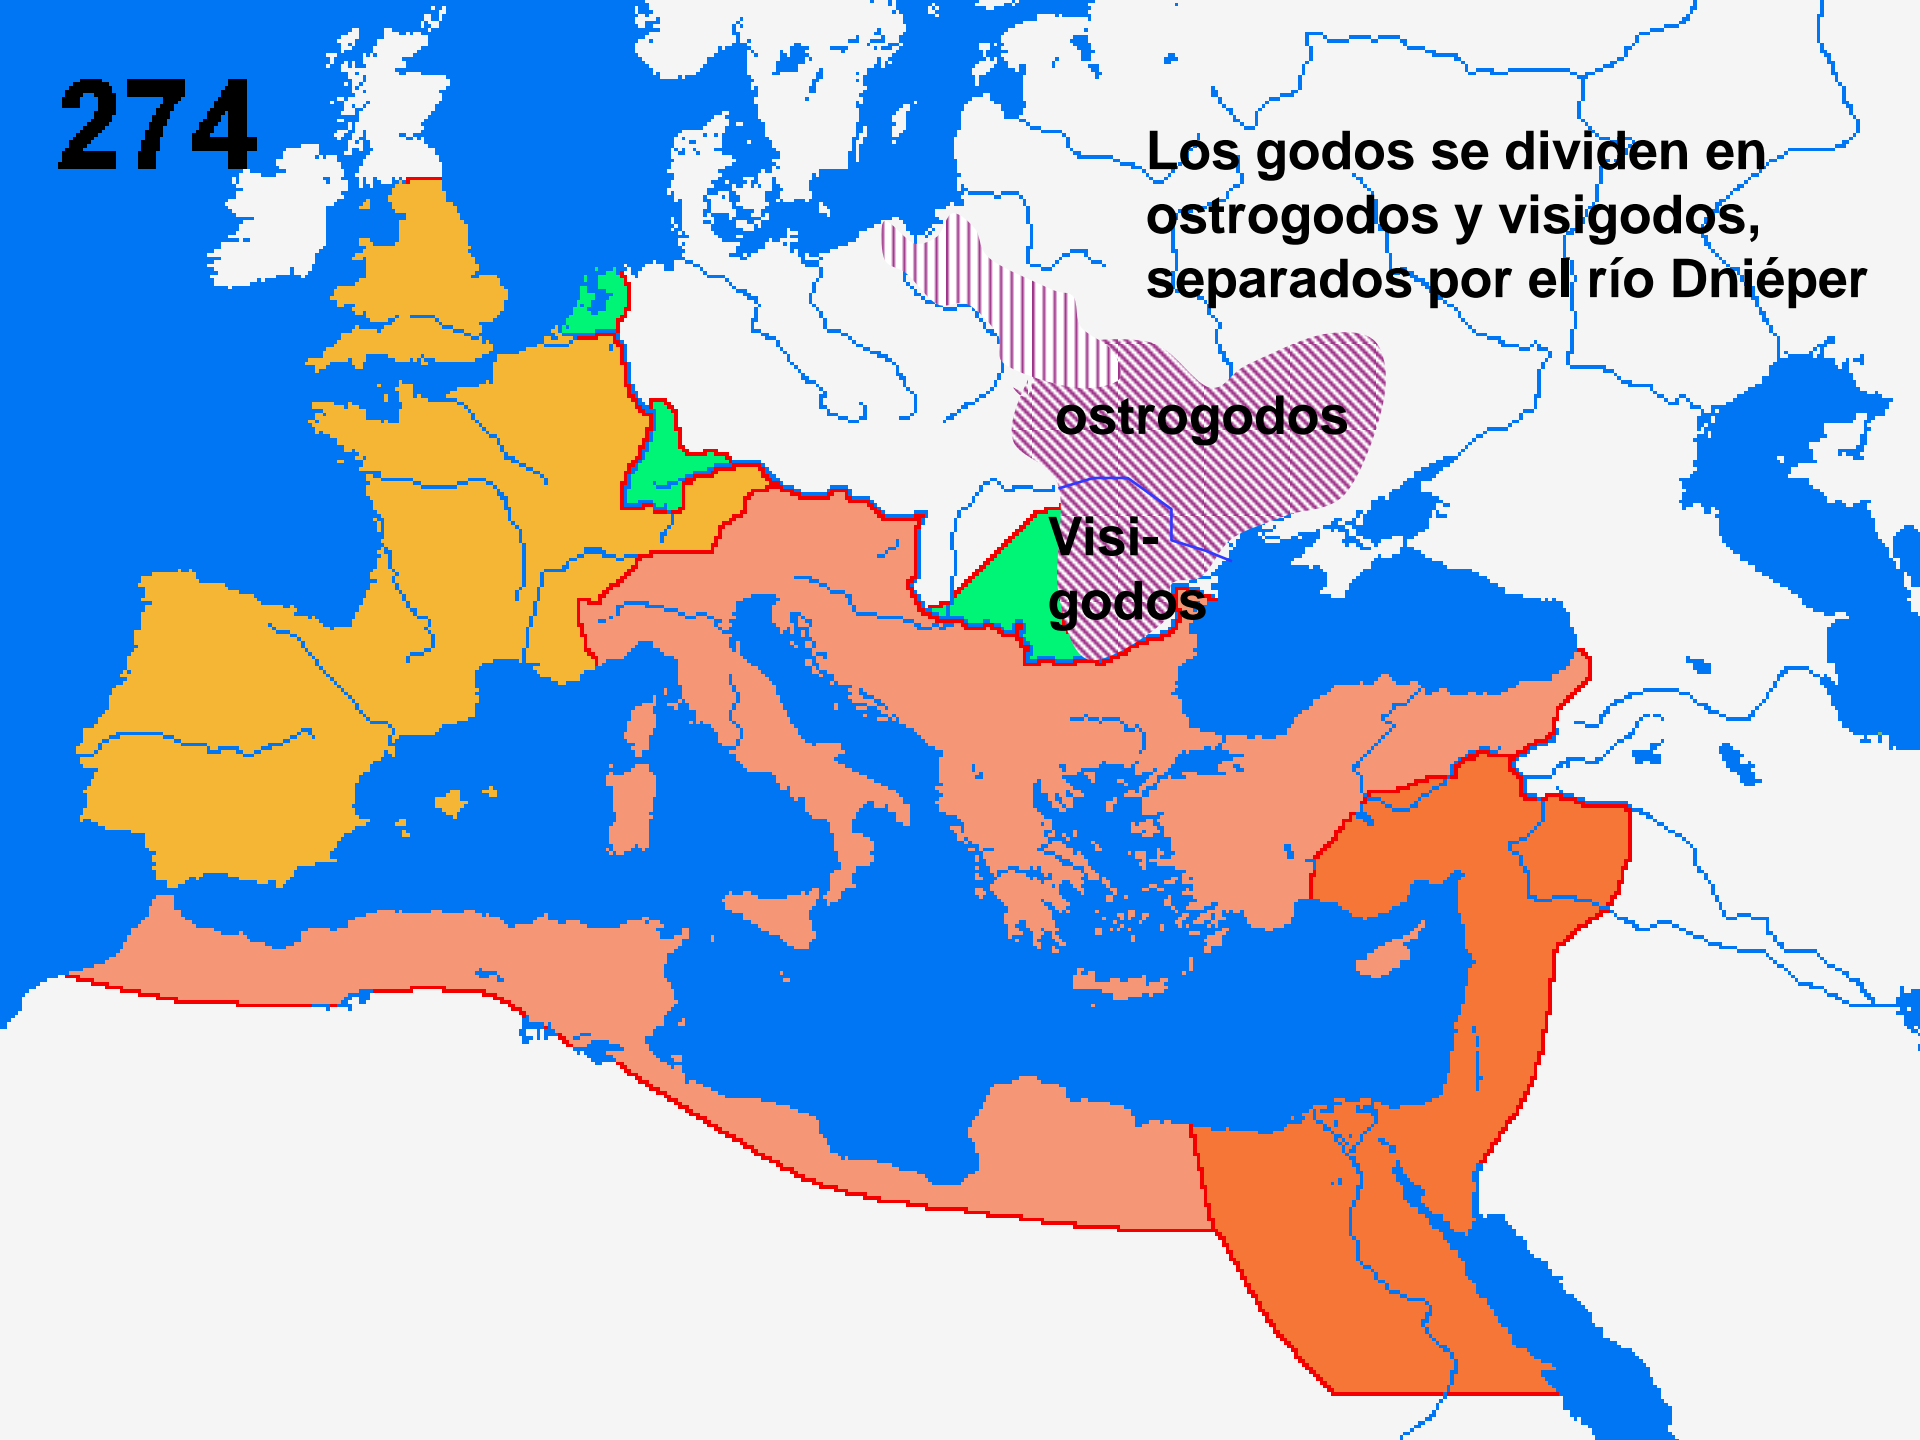 274
Los godos se dividen en
ostrogodos y visigodos,
separados por el río Dniéper
ostrogodos
Visi-
godos